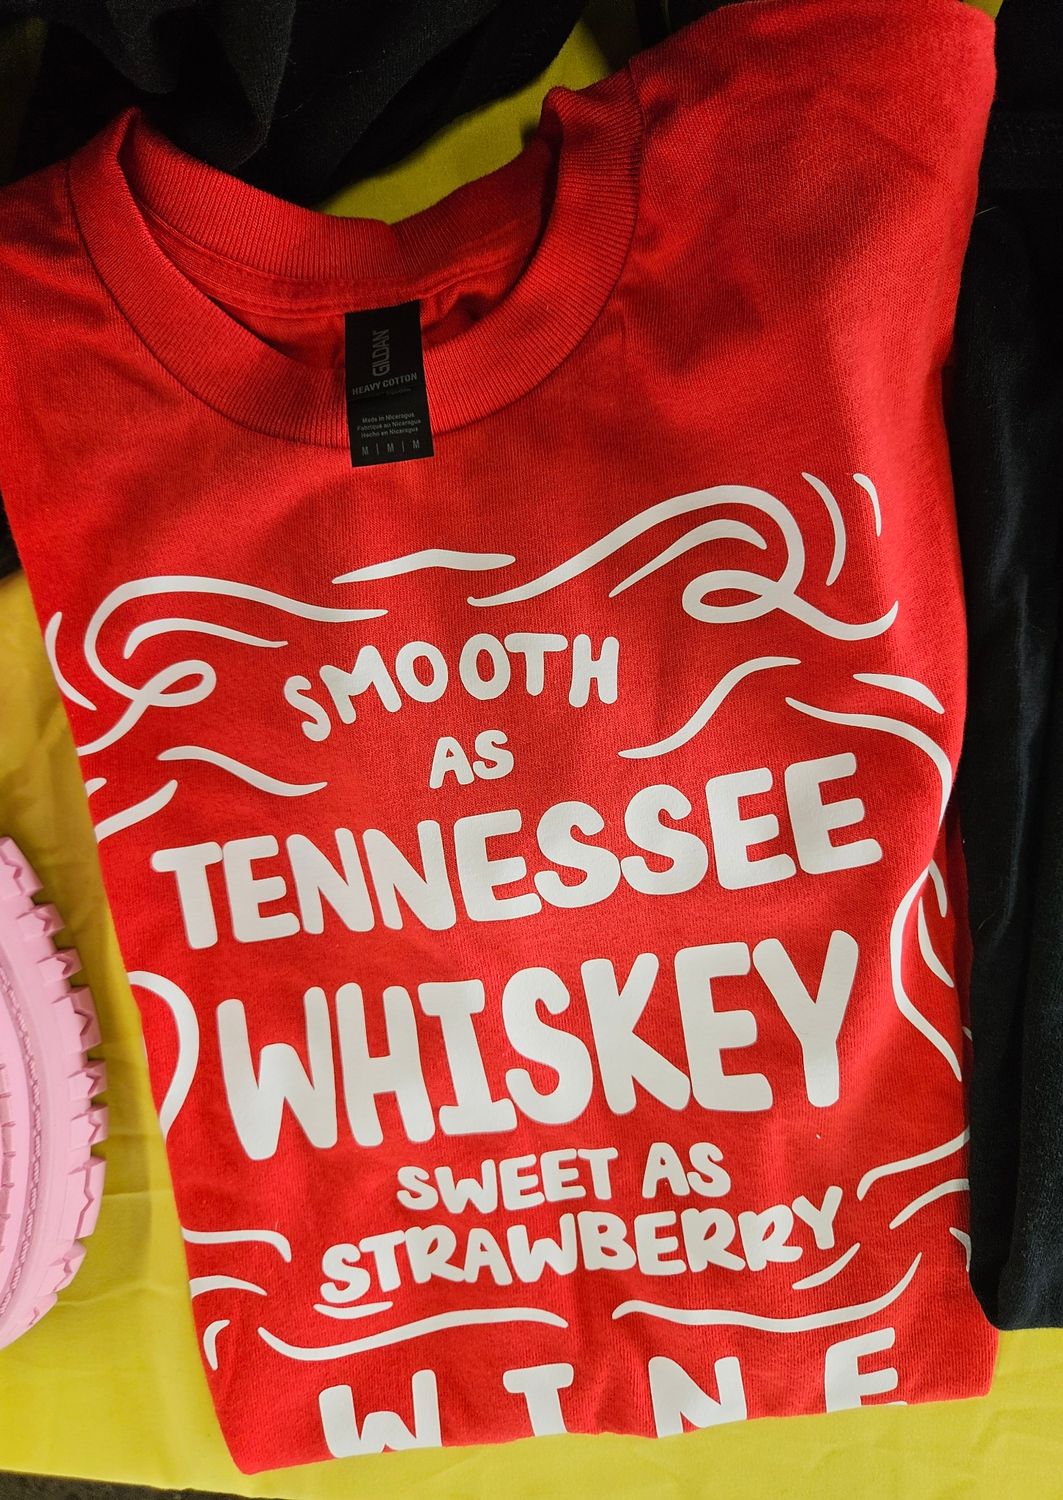 GILDAN
HEAVY COTTON
Made in Nicaragua
Fabriqué au Nicaragua
Hecho en Nicaragua
M | M | M
SMOOTH
AS
TENNESSEE
WHISKEY
SWEET AS
STRAWBERRY
WINE